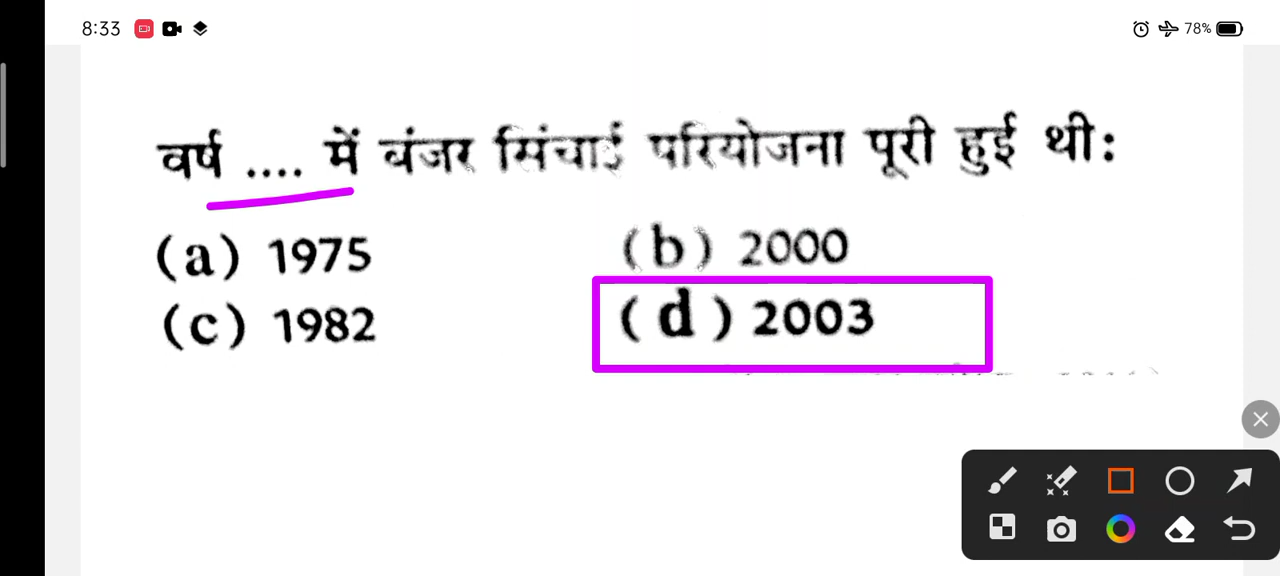 8:33 78%
वर्ष .... में बंजर सिंचाई परियोजना पूरी हुई थी:
(a) 1975 (b) 2000
(c) 1982 (d) 2003